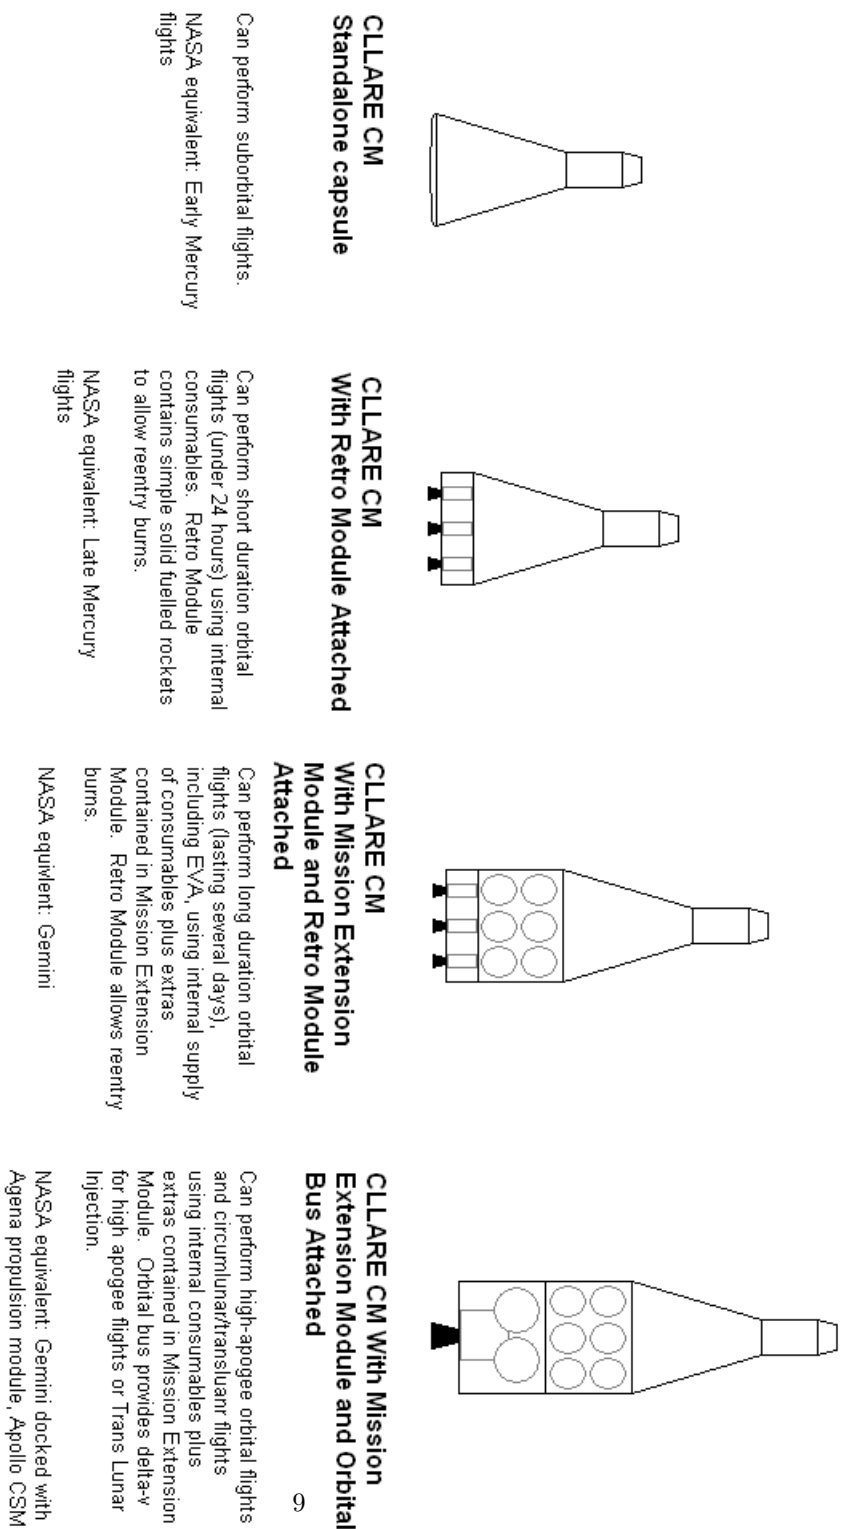 CLLARE CM
Standalone capsule
Can perform suborbital flights.
NASA equivalent: Early Mercury
flights
CLLARE CM
With Retro Module Attached
Can perform short duration orbital
flights (under 24 hours) using internal
consumables. Retro Module
contains simple solid fuelled rockets
to allow reentry burns.
NASA equivalent: Late Mercury
flights
CLLARE CM
With Mission Extension
Module and Retro Module
Attached
Can perform long duration orbital
flights (lasting several days),
including EVA, using internal supply
of consumables plus extras
contained in Mission Extension
Module. Retro Module allows reentry
burns.
NASA equivlent: Gemini
CLLARE CM With Mission
Extension Module and Orbital
Bus Attached
Can perform high-apogee orbital flights
and circumlunar/transluanr flights
using internal consumables plus
extras contained in Mission Extension
Module. Orbital bus provides delta-v
for high apogee flights or Trans Lunar
Injection.
NASA equivalent: Gemini docked with
Agena propulsion module, Apollo CSM
9